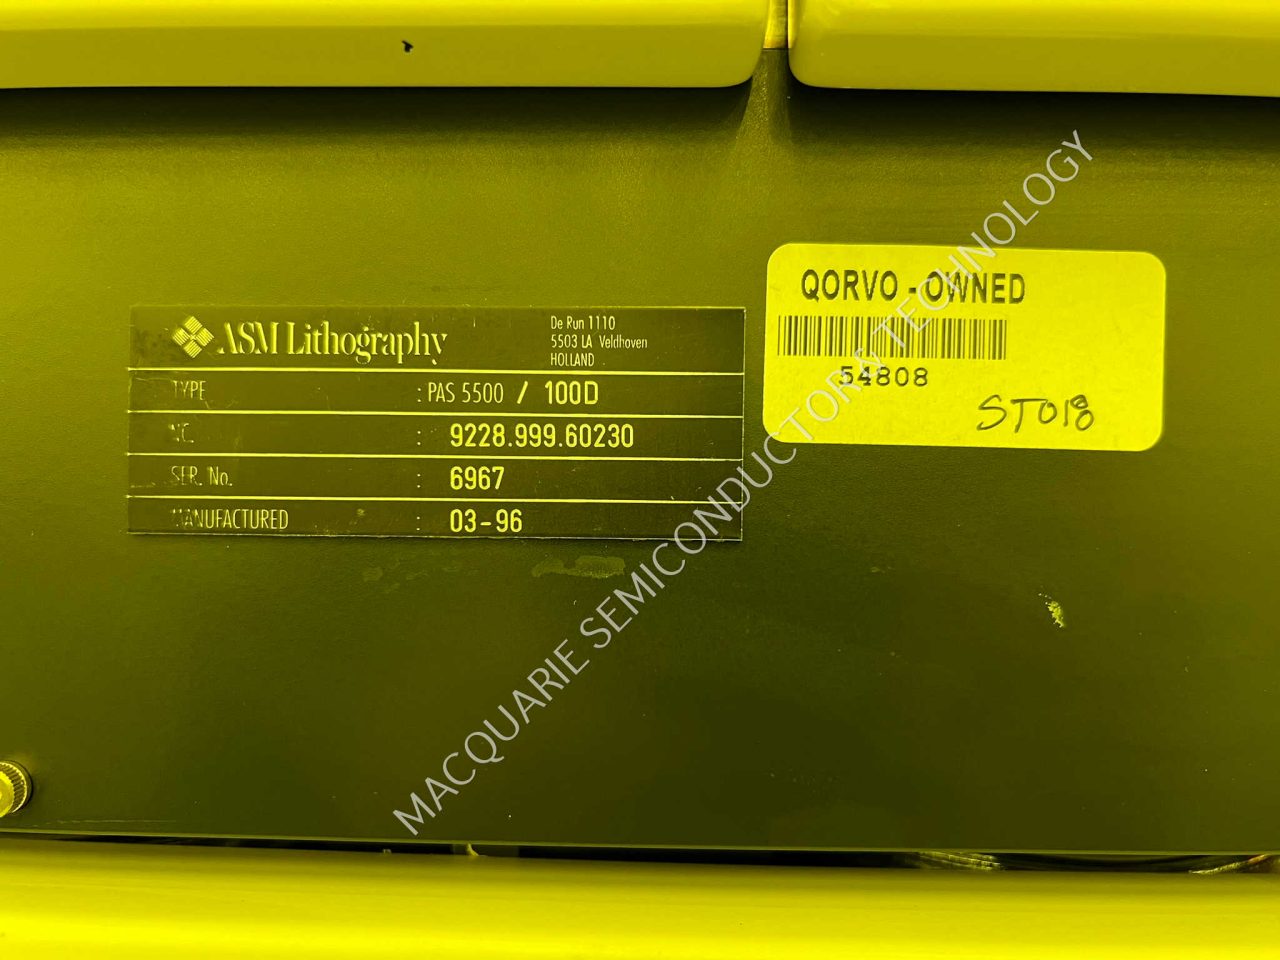 ASM Lithography
De Run 1110
5503 LA Veldhoven
HOLLAND
TYPE : PAS 5500 / 100D
: 9228.999.60230
SER. No. : 6967
MANUFACTURED : 03-96
QORVO - OWNED
54808
ST018
MACQUARIE SEMICONDUCTOR & TECHNOLOGY